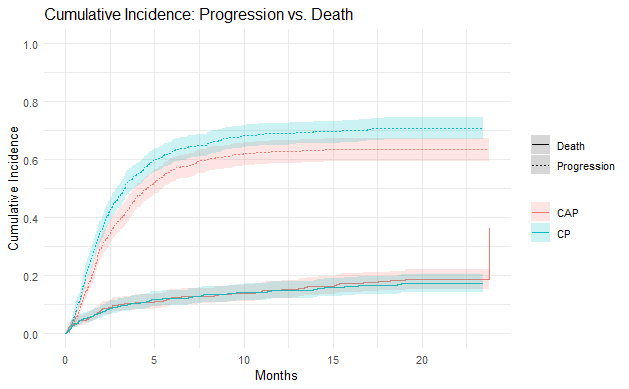 Cumulative Incidence: Progression vs. Death
1.0
0.8
0.6
0.4
0.2
0.0
Cumulative Incidence
0
5
10
15
20
Months
Death
Progression
CAP
CP